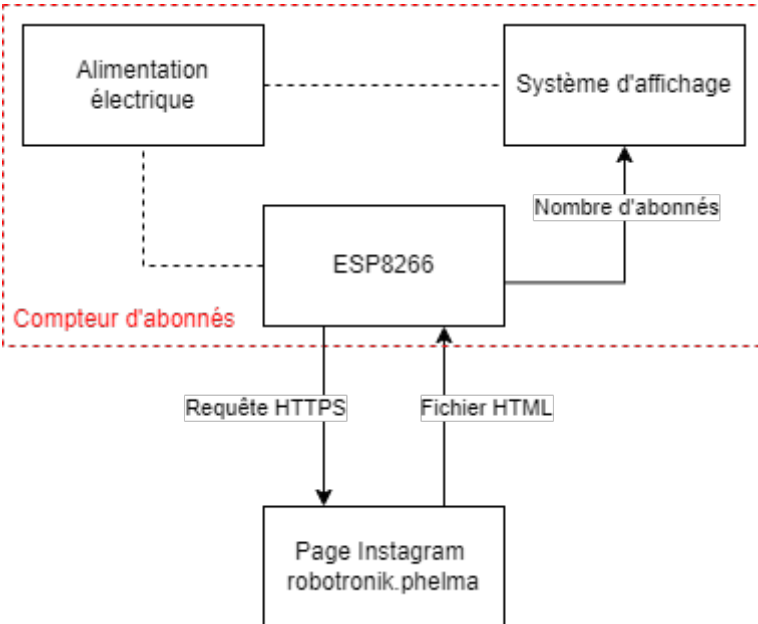 Alimentation
électrique
Système d'affichage
Nombre d'abonnés
ESP8266
Compteur d'abonnés
Requête HTTPS
Fichier HTML
Page Instagram
robotronik.phelma